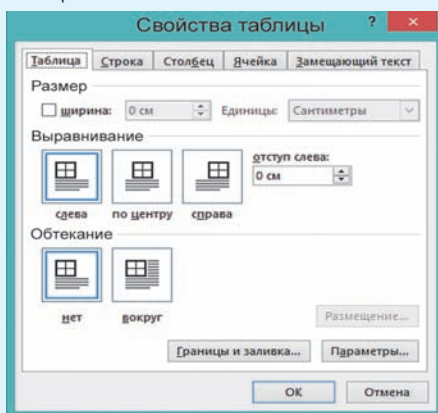 Свойства таблицы ? ×
Таблица Строка Столбец Ячейка Замещающий текст
Размер
ширина: 0 см Единицы: Сантиметры
Выравнивание
отступ слева:
0 см
слева по центру справа
Обтекание
нет вокруг
Размещение...
Границы и заливка... Параметры...
ОК Отмена